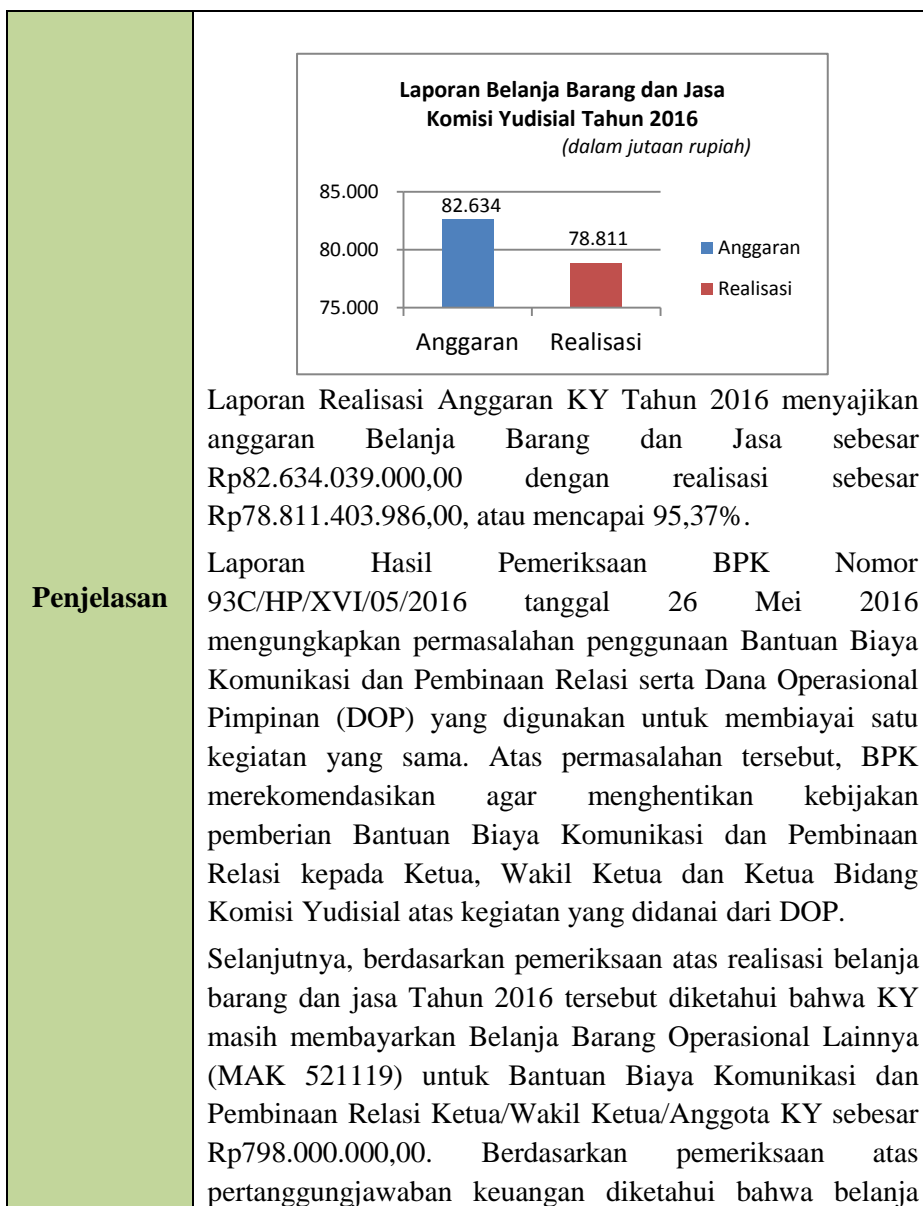 Laporan Belanja Barang dan Jasa
Komisi Yudisial Tahun 2016
(dalam jutaan rupiah)
85.000
80.000
75.000
82.634
78.811
Anggaran
Realisasi
Anggaran Realisasi
Laporan Realisasi Anggaran KY Tahun 2016 menyajikan
anggaran Belanja Barang dan Jasa sebesar
Rp82.634.039.000,00 dengan realisasi sebesar
Rp78.811.403.986,00, atau mencapai 95,37%.
Penjelasan
Laporan Hasil Pemeriksaan BPK Nomor
93C/HP/XVI/05/2016 tanggal 26 Mei 2016
mengungkapkan permasalahan penggunaan Bantuan Biaya
Komunikasi dan Pembinaan Relasi serta Dana Operasional
Pimpinan (DOP) yang digunakan untuk membiayai satu
kegiatan yang sama. Atas permasalahan tersebut, BPK
merekomendasikan agar menghentikan kebijakan
pemberian Bantuan Biaya Komunikasi dan Pembinaan
Relasi kepada Ketua, Wakil Ketua dan Ketua Bidang
Komisi Yudisial atas kegiatan yang didanai dari DOP.
Selanjutnya, berdasarkan pemeriksaan atas realisasi belanja
barang dan jasa Tahun 2016 tersebut diketahui bahwa KY
masih membayarkan Belanja Barang Operasional Lainnya
(MAK 521119) untuk Bantuan Biaya Komunikasi dan
Pembinaan Relasi Ketua/Wakil Ketua/Anggota KY sebesar
Rp798.000.000,00. Berdasarkan pemeriksaan atas
pertanggungjawaban keuangan diketahui bahwa belanja